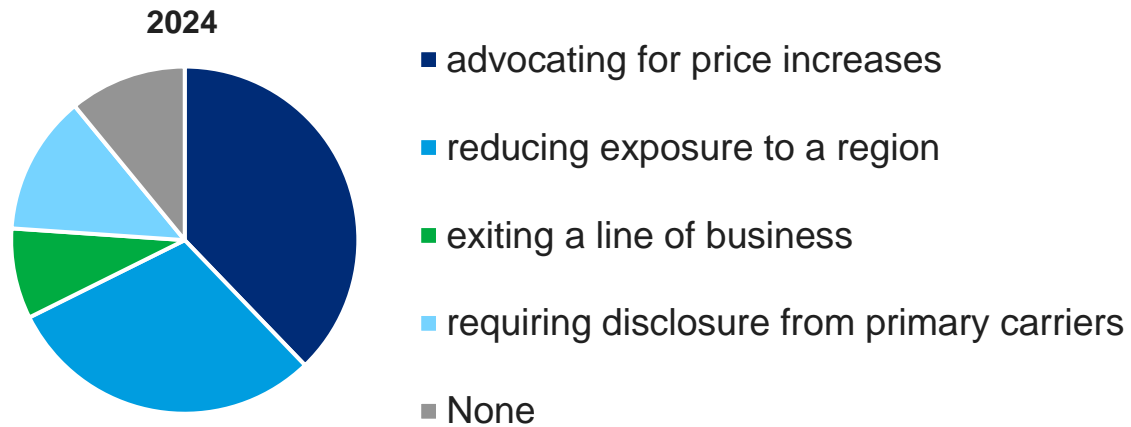 2024
advocating for price increases
reducing exposure to a region
exiting a line of business
requiring disclosure from primary carriers
None